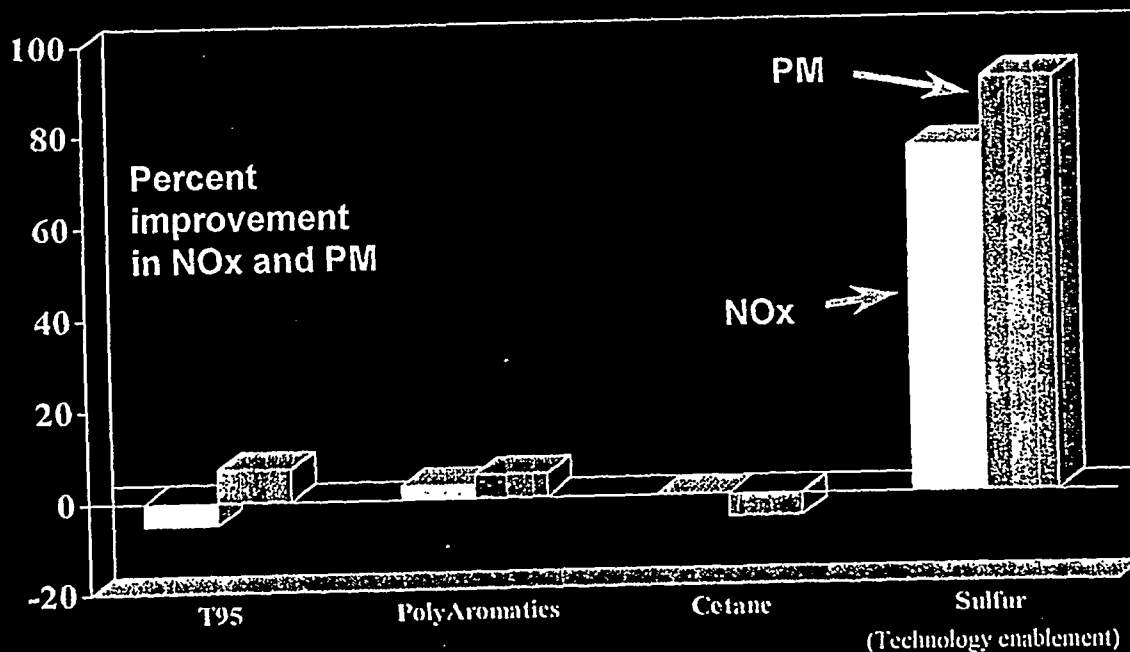 100
80
60
40
20
0
-20
Percent
improvement
in NOx and PM
PM
NOx
T95
PolyAromatics
Cetane
Sulfur
(Technology enablement)